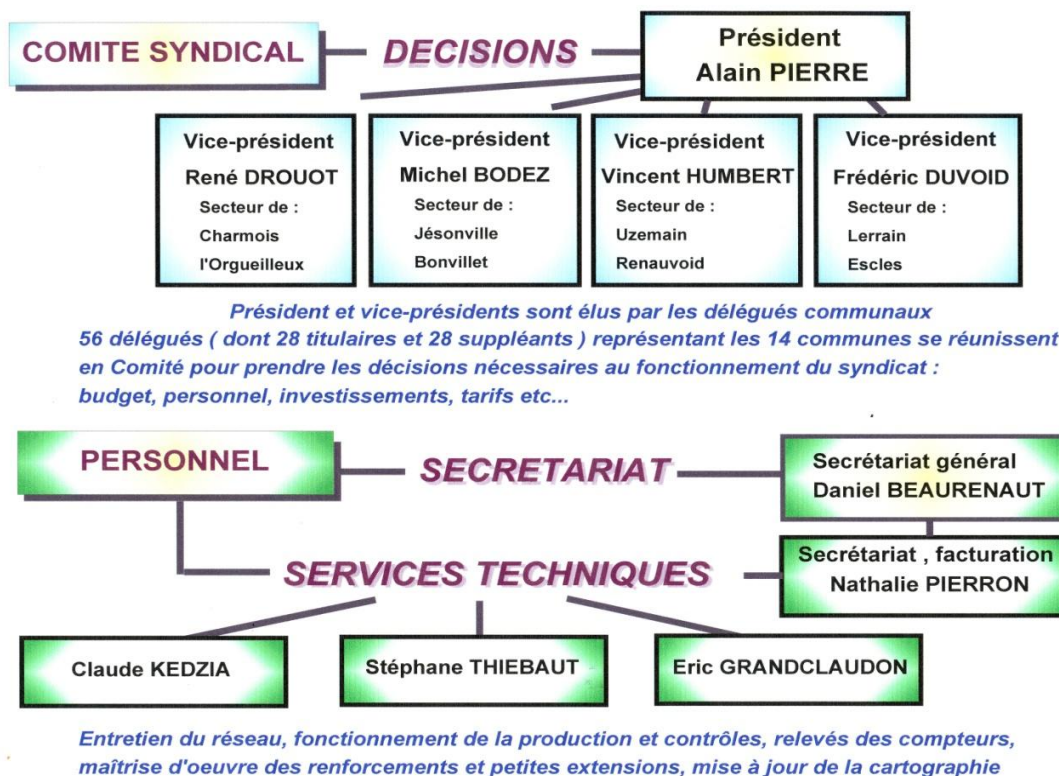 COMITE SYNDICAL
DECISIONS
Président
Alain PIERRE
Vice-président
René DROUOT
Secteur de :
Charmois
l'Orgueilleux
Vice-président
Michel BODEZ
Secteur de :
Jésonville
Bonvillet
Vice-président
Vincent HUMBERT
Secteur de :
Uzemain
Renauvoid
Vice-président
Frédéric DUVOID
Secteur de :
Lerrain
Escles
Président et vice-présidents sont élus par les délégués communaux
56 délégués ( dont 28 titulaires et 28 suppléants ) représentant les 14 communes se réunissent
en Comité pour prendre les décisions nécessaires au fonctionnement du syndicat :
budget, personnel, investissements, tarifs etc...
PERSONNEL
SECRETARIAT
Secrétariat général
Daniel BEAURENAUT
Secrétariat , facturation
Nathalie PIERRON
SERVICES TECHNIQUES
Claude KEDZIA
Stéphane THIEBAUT
Eric GRANDCLAUDON
Entretien du réseau, fonctionnement de la production et contrôles, relevés des compteurs,
maîtrise d'oeuvre des renforcements et petites extensions, mise à jour de la cartographie